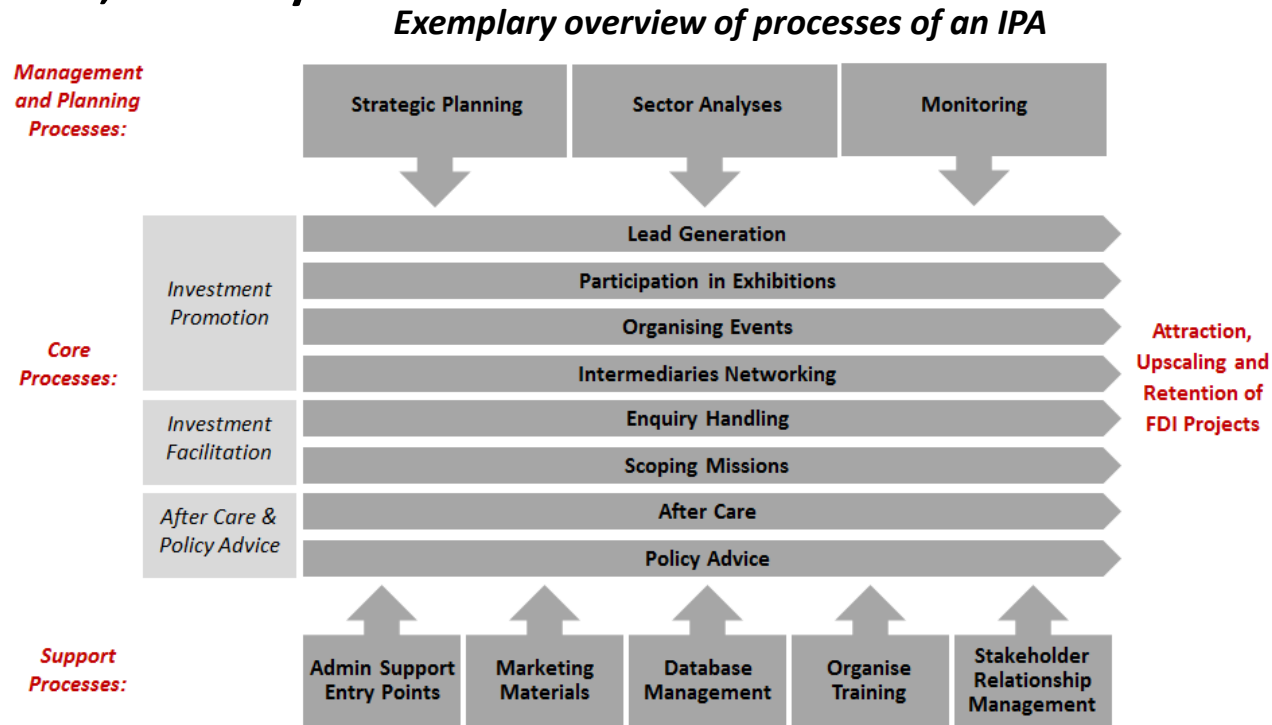 Exemplary overview of processes of an IPA
Management
and Planning
Processes:
Strategic Planning
Sector Analyses
Monitoring
Core
Processes:
Investment
Promotion
Lead Generation
Participation in Exhibitions
Organising Events
Intermediaries Networking
Investment
Facilitation
Enquiry Handling
Scoping Missions
After Care &
Policy Advice
After Care
Policy Advice
Attraction,
Upscaling and
Retention of
FDI Projects
Support
Processes:
Admin Support
Entry Points
Marketing
Materials
Database
Management
Organise
Training
Stakeholder
Relationship
Management